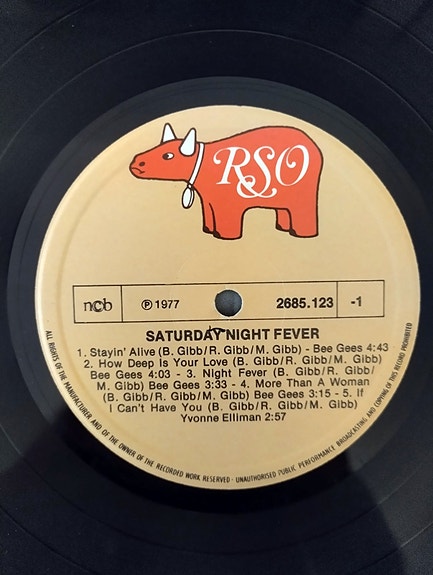 RSO
ncb
℗ 1977
2685.123
-1
SATURDAY NIGHT FEVER
1. Stayin' Alive (B. Gibb/R. Gibb/M. Gibb) - Bee Gees 4:43
2. How Deep Is Your Love (B. Gibb/R. Gibb/M. Gibb)
Bee Gees 4:03 - 3. Night Fever (B. Gibb/R. Gibb/
M. Gibb) Bee Gees 3:33 - 4. More Than A Woman
(B. Gibb/R. Gibb/M. Gibb) Bee Gees 3:15 - 5. If
I Can't Have You (B. Gibb/R. Gibb/M. Gibb)
Yvonne Elliman 2:57
ALL RIGHTS OF THE MANUFACTURER AND OF THE OWNER OF THE RECORDED WORK RESERVED · UNAUTHORISED PUBLIC PERFORMANCE BROADCASTING AND COPYING OF THIS RECORD PROHIBITED